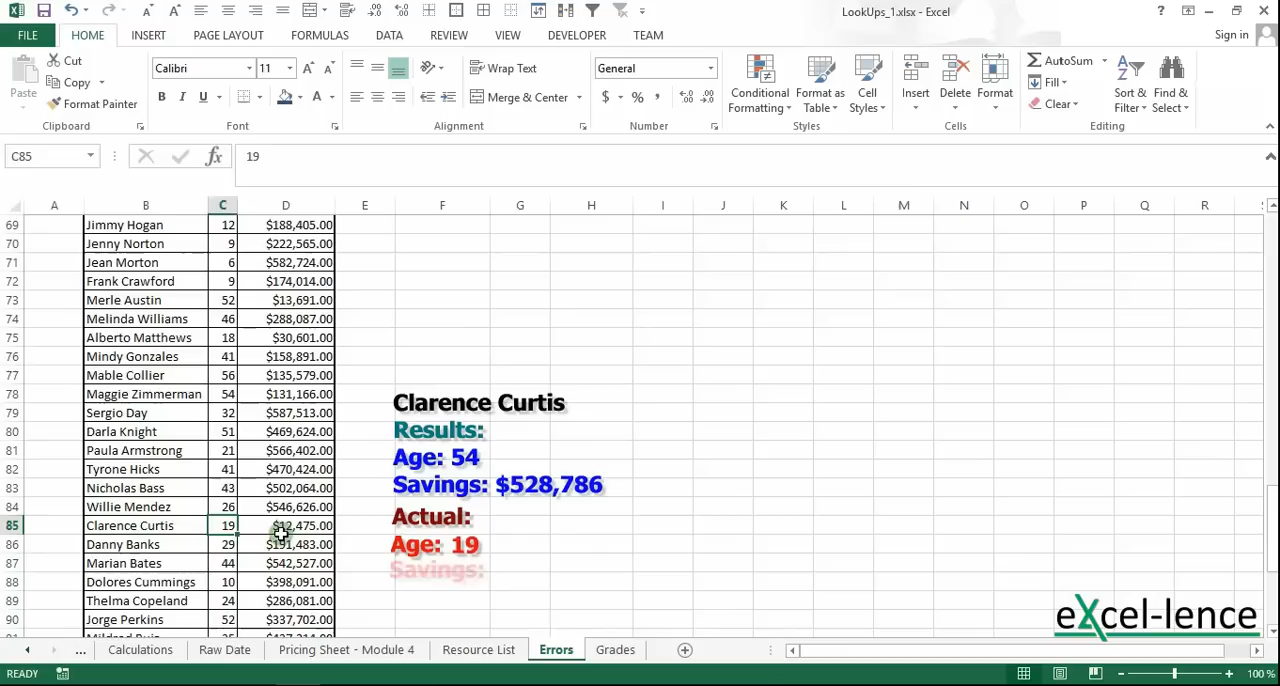 LookUps_1.xlsx - Excel
?
FILE HOME INSERT PAGE LAYOUT FORMULAS DATA REVIEW VIEW DEVELOPER TEAM Sign in
Paste
Cut
Copy
Format Painter
Clipboard
Calibri 11
B I U
Font
Wrap Text
Merge & Center
Alignment
General
$ % ,
Number
Conditional Formatting
Format as Table
Cell Styles
Styles
Insert Delete Format
Cells
AutoSum
Fill
Clear
Sort & Filter
Find & Select
Editing
C85 fx 19
A B C D E F G H I J K L M N O P Q R
69 Jimmy Hogan 12 $188,405.00
70 Jenny Norton 9 $222,565.00
71 Jean Morton 6 $582,724.00
72 Frank Crawford 9 $174,014.00
73 Merle Austin 52 $13,691.00
74 Melinda Williams 46 $288,087.00
75 Alberto Matthews 18 $30,601.00
76 Mindy Gonzales 41 $158,891.00
77 Mable Collier 56 $135,579.00
78 Maggie Zimmerman 54 $131,166.00
79 Sergio Day 32 $587,513.00
80 Darla Knight 51 $469,624.00
81 Paula Armstrong 21 $566,402.00
82 Tyrone Hicks 41 $470,424.00
83 Nicholas Bass 43 $502,064.00
84 Willie Mendez 26 $546,626.00
85 Clarence Curtis 19 $12,475.00
86 Danny Banks 29 $191,483.00
87 Marian Bates 44 $542,527.00
88 Dolores Cummings 10 $398,091.00
89 Thelma Copeland 24 $286,081.00
90 Jorge Perkins 52 $337,702.00
Clarence Curtis
Results:
Age: 54
Savings: $528,786
Actual:
Age: 19
Savings:
eXcel-lence
... Calculations Raw Date Pricing Sheet - Module 4 Resource List Errors Grades
READY 100 %